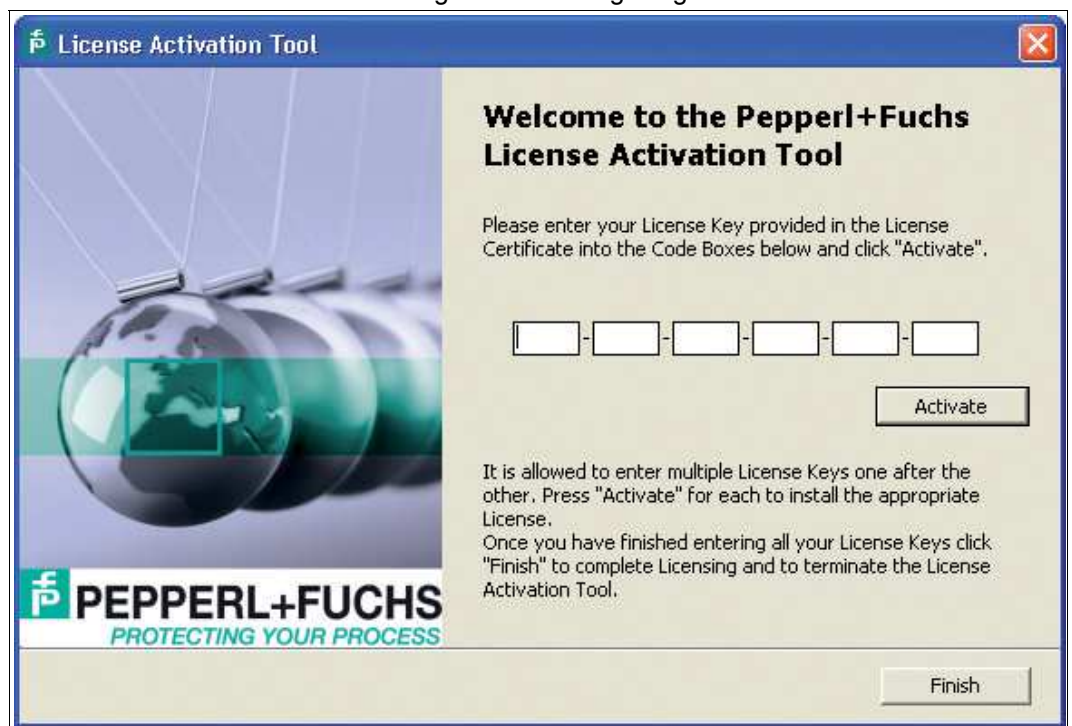 License Activation Tool
Welcome to the Pepperl+Fuchs
License Activation Tool
Please enter your License Key provided in the License
Certificate into the Code Boxes below and click "Activate".
- - - - -
Activate
It is allowed to enter multiple License Keys one after the
other. Press "Activate" for each to install the appropriate
License.
Once you have finished entering all your License Keys click
"Finish" to complete Licensing and to terminate the License
Activation Tool.
PEPPERL+FUCHS
PROTECTING YOUR PROCESS
Finish